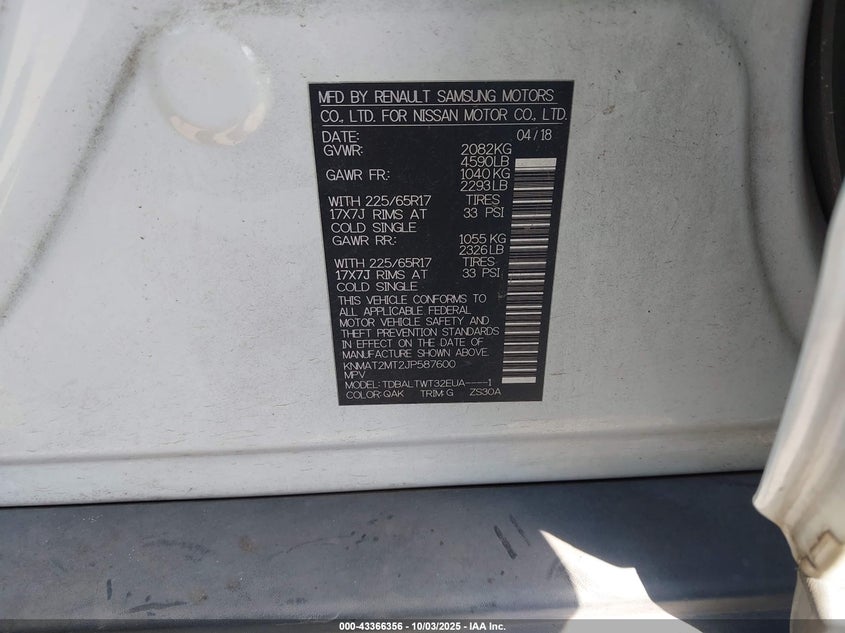 MFD BY RENAULT SAMSUNG MOTORS
CO., LTD. FOR NISSAN MOTOR CO., LTD.
DATE: 04/18
GVWR: 2082KG
4590LB
GAWR FR.: 1040KG
2293LB
WITH 225/65R17 TIRES
17X7J RIMS AT 33 PSI
COLD SINGLE
GAWR RR.: 1055KG
2326LB
WITH 225/65R17 TIRES
17X7J RIMS AT 33 PSI
COLD SINGLE
THIS VEHICLE CONFORMS TO
ALL APPLICABLE FEDERAL
MOTOR VEHICLE SAFETY AND
THEFT PREVENTION STANDARDS
IN EFFECT ON THE DATE OF
MANUFACTURE SHOWN ABOVE.
KNMAT2MT2JP587600
MPV
MODEL: TDBALTWT32EUA----1
COLOR: QAK TRIM: G ZS30A
000-43366356 - 10/03/2025 - IAA Inc.